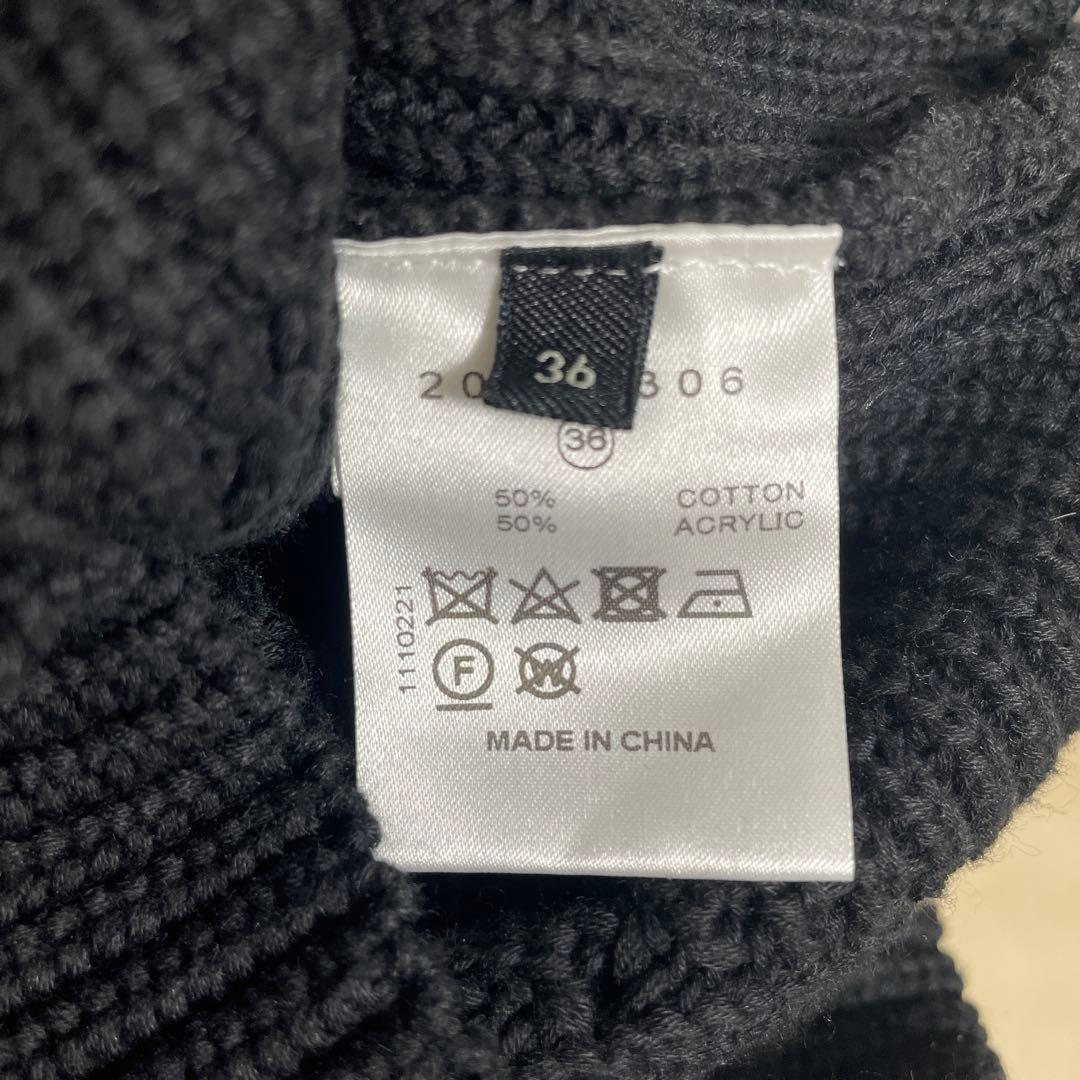 36
20 306
36
50% COTTON
50% ACRYLIC
1110221
F
W
MADE IN CHINA